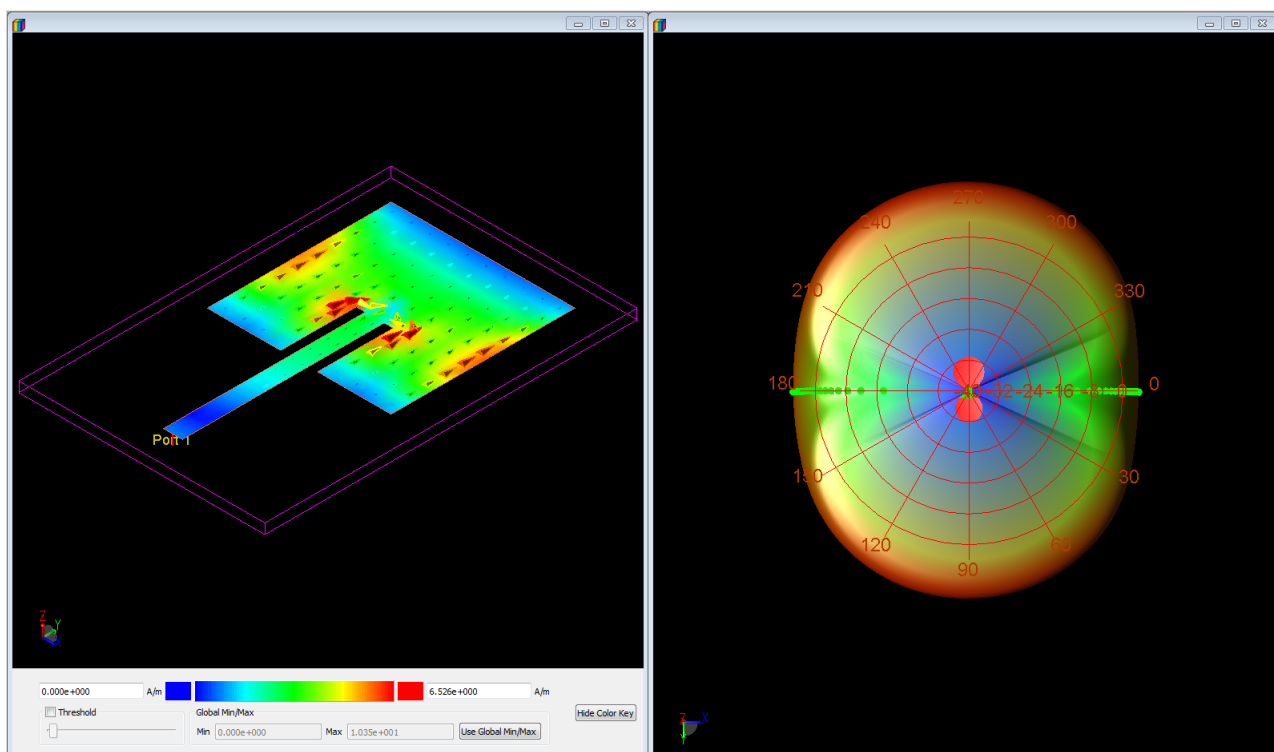 Port 1
Z
Y
X
0.000e+000 A/m 6.526e+000 A/m
Threshold
Global Min/Max
Min 0.000e+000 Max 1.035e+001 Use Global Min/Max
Hide Color Key
270
240 300
210 330
180 -32 -24 -16 -8 0 0
150 30
120 60
90
Z X
Y